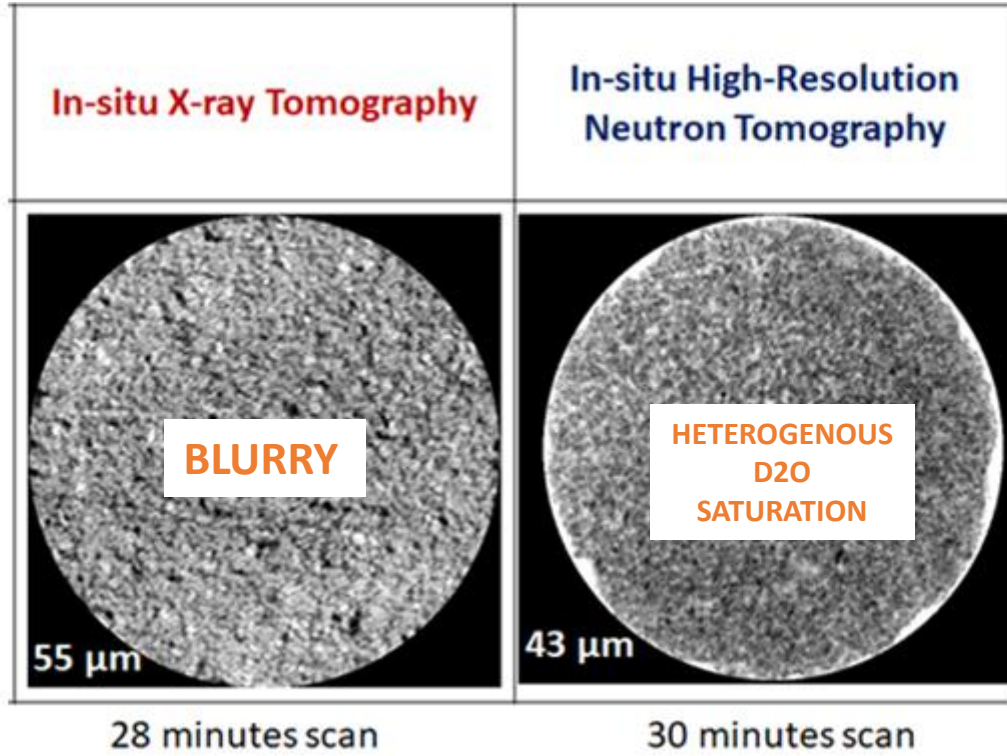 In-situ X-ray Tomography
In-situ High-Resolution
Neutron Tomography
BLURRY
HETEROGENOUS
D2O
SATURATION
55 µm
43 µm
28 minutes scan
30 minutes scan